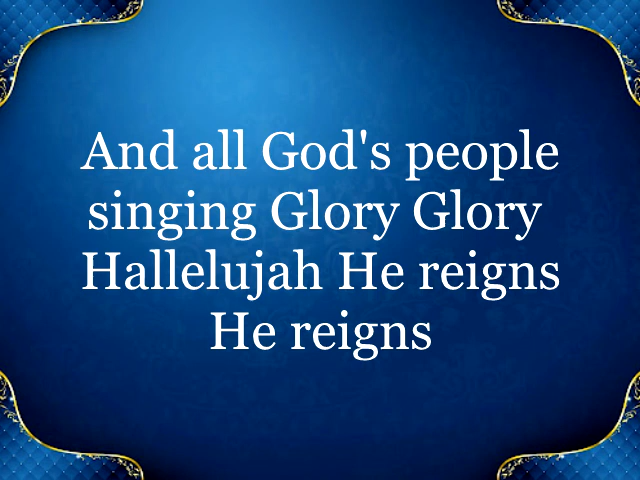 And all God's people
singing Glory Glory
Hallelujah He reigns
He reigns